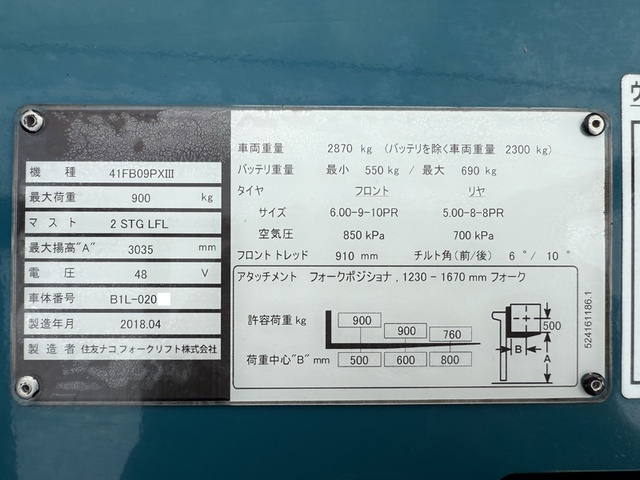 機 種 41FB09PXIII
最大荷重 900 kg
マスト 2 STG LFL
最大揚高"A" 3035 mm
電 圧 48 V
車体番号 B1L-020
製造年月 2018.04
製造者 住友ナコ フォークリフト株式会社
車両重量 2870 kg (バッテリを除く車両重量 2300 kg)
バッテリ重量 最小 550 kg / 最大 690 kg
タイヤ フロント リヤ
サイズ 6.00-9-10PR 5.00-8-8PR
空気圧 850 kPa 700 kPa
フロントトレッド 910 mm チルト角(前/後) 6°/ 10°
アタッチメント フォークポジショナ , 1230 - 1670 mm フォーク
許容荷重 kg 900 900 760
荷重中心"B" mm 500 600 800
500
B
A
524161186.1
ウ